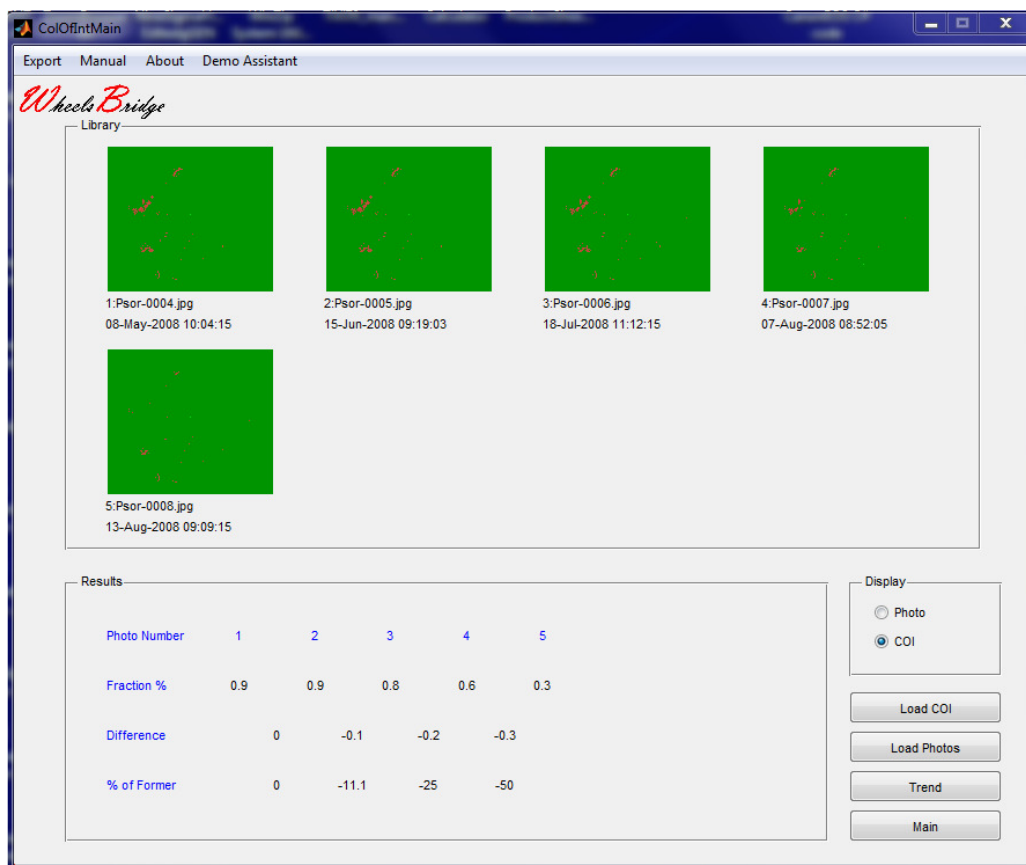 ColOfIntMain
Export Manual About Demo Assistant
WheelsBridge
Library
1:Psor-0004.jpg 2:Psor-0005.jpg 3:Psor-0006.jpg 4:Psor-0007.jpg
08-May-2008 10:04:15 15-Jun-2008 09:19:03 18-Jul-2008 11:12:15 07-Aug-2008 08:52:05
5:Psor-0008.jpg
13-Aug-2008 09:09:15
Results
Photo Number 1 2 3 4 5
Fraction % 0.9 0.9 0.8 0.6 0.3
Difference 0 -0.1 -0.2 -0.3
% of Former 0 -11.1 -25 -50
Display
Photo
COI
Load COI
Load Photos
Trend
Main